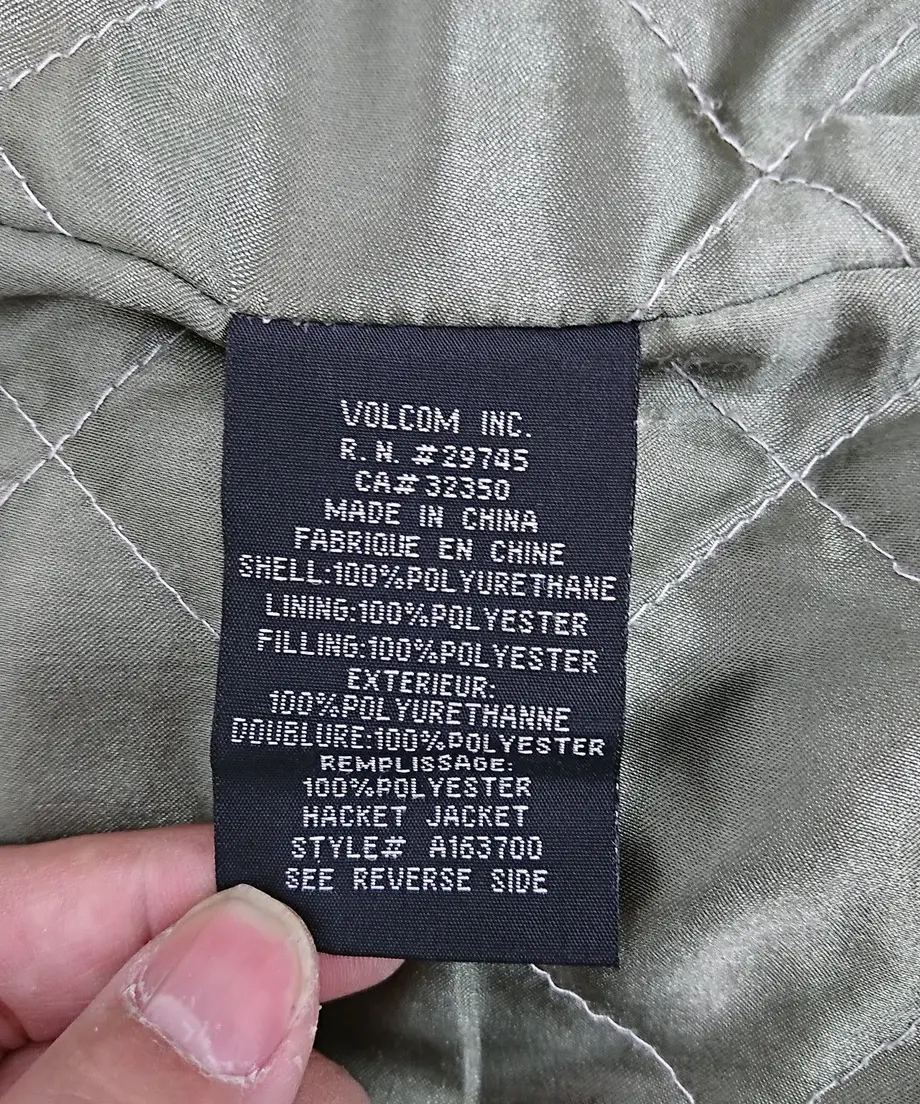 VOLCOM INC.
R.N. #29745
CA# 32350
MADE IN CHINA
FABRIQUE EN CHINE
SHELL:100%POLYURETHANE
LINING:100%POLYESTER
FILLING:100%POLYESTER
EXTERIEUR:
100%POLYURETHANNE
DOUBLURE:100%POLYESTER
REMPLISSAGE:
100%POLYESTER
HACKET JACKET
STYLE# A163700
SEE REVERSE SIDE